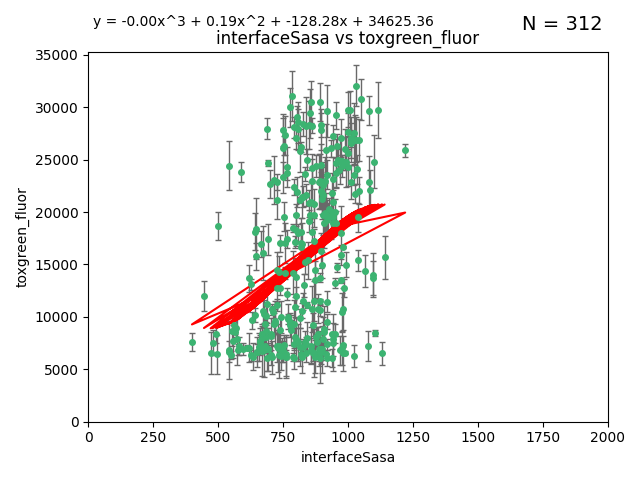 y = -0.00x^3 + 0.19x^2 + -128.28x + 34625.36
N = 312
interfaceSasa vs toxgreen_fluor
35000
30000
25000
20000
15000
10000
5000
0
toxgreen_fluor
0 250 500 750 1000 1250 1500 1750 2000
interfaceSasa